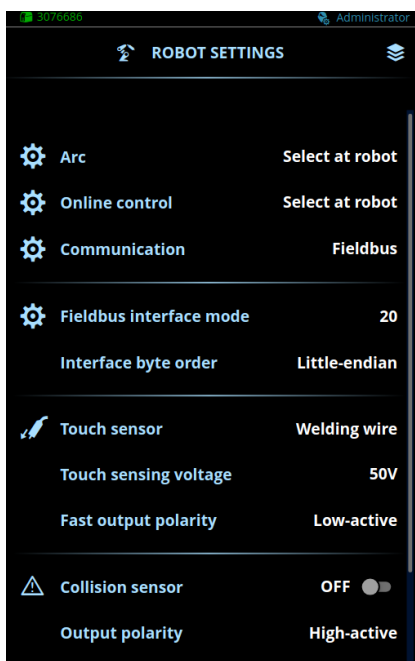 3076686 Administrator
ROBOT SETTINGS
Arc Select at robot
Online control Select at robot
Communication Fieldbus
Fieldbus interface mode 20
Interface byte order Little-endian
Touch sensor Welding wire
Touch sensing voltage 50V
Fast output polarity Low-active
Collision sensor OFF
Output polarity High-active